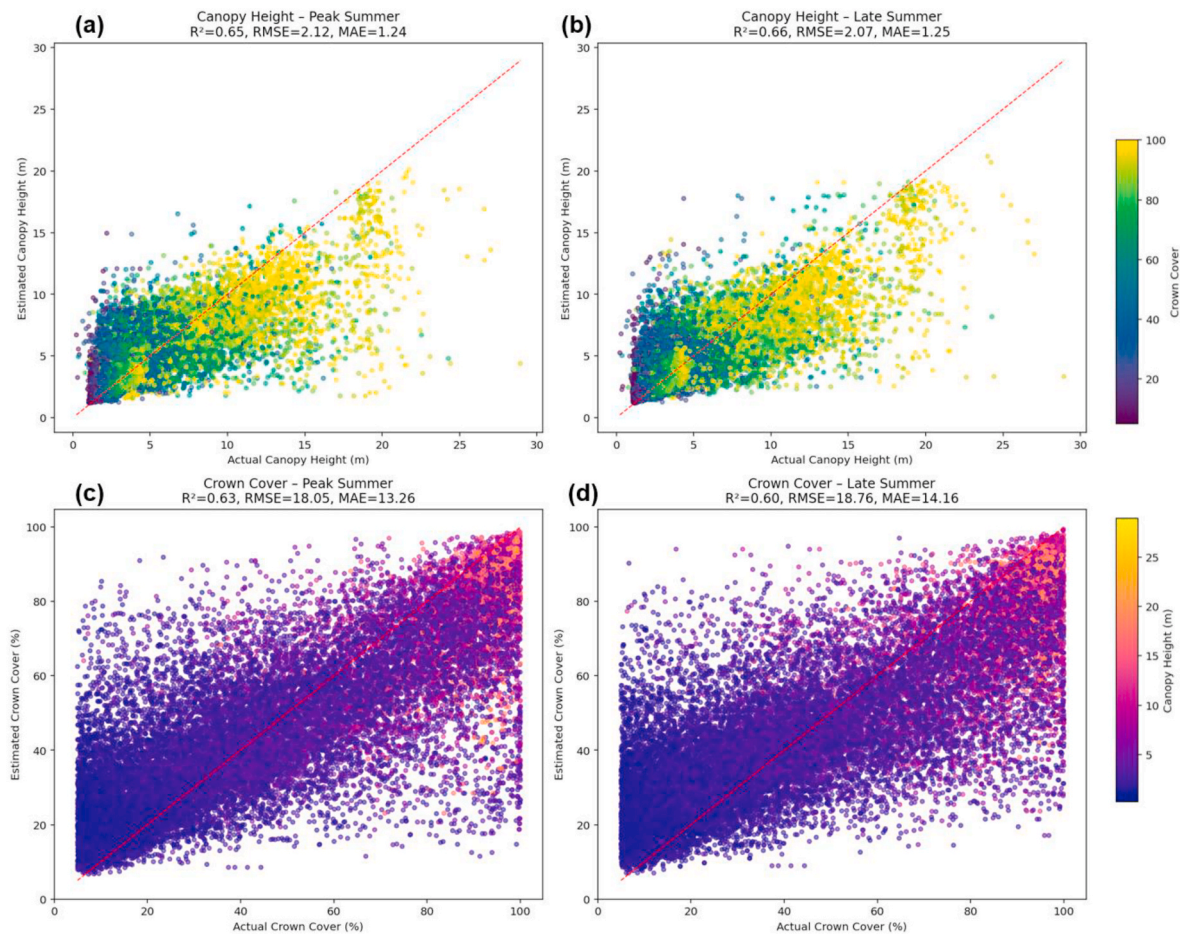 (a)
Canopy Height – Peak Summer
R²=0.65, RMSE=2.12, MAE=1.24
Estimated Canopy Height (m)
30
25
20
15
10
5
0
0 5 10 15 20 25 30
Actual Canopy Height (m)
(b)
Canopy Height – Late Summer
R²=0.66, RMSE=2.07, MAE=1.25
Estimated Canopy Height (m)
30
25
20
15
10
5
0
0 5 10 15 20 25 30
Actual Canopy Height (m)
100
80
60
40
20
Crown Cover
(c)
Crown Cover – Peak Summer
R²=0.63, RMSE=18.05, MAE=13.26
Estimated Crown Cover (%)
100
80
60
40
20
0
0 20 40 60 80 100
Actual Crown Cover (%)
(d)
Crown Cover – Late Summer
R²=0.60, RMSE=18.76, MAE=14.16
Estimated Crown Cover (%)
100
80
60
40
20
0
0 20 40 60 80 100
Actual Crown Cover (%)
25
20
15
10
5
Canopy Height (m)